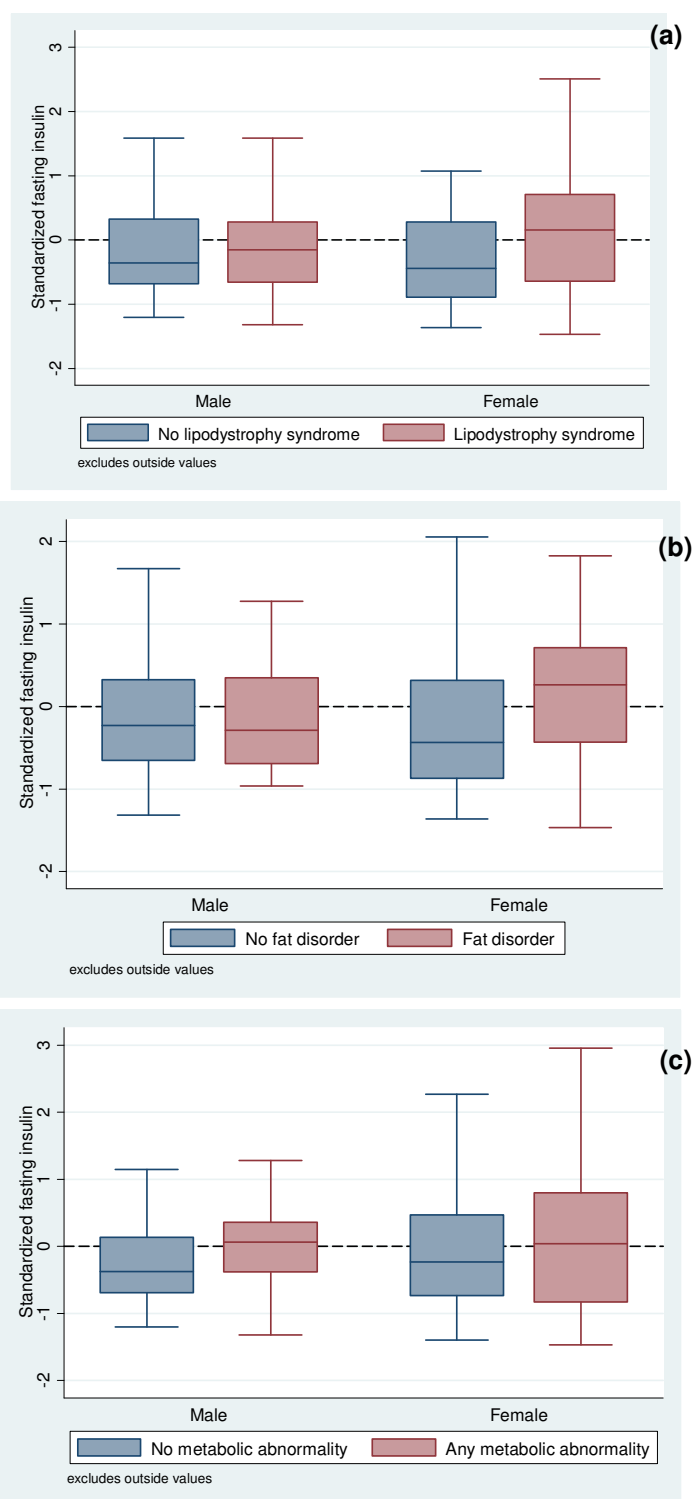 (a)
Standardized fasting insulin
3
2
1
0
-1
-2
Male Female
No lipodystrophy syndrome Lipodystrophy syndrome
excludes outside values
(b)
Standardized fasting insulin
2
1
0
-1
-2
Male Female
No fat disorder Fat disorder
excludes outside values
(c)
Standardized fasting insulin
3
2
1
0
-1
-2
Male Female
No metabolic abnormality Any metabolic abnormality
excludes outside values